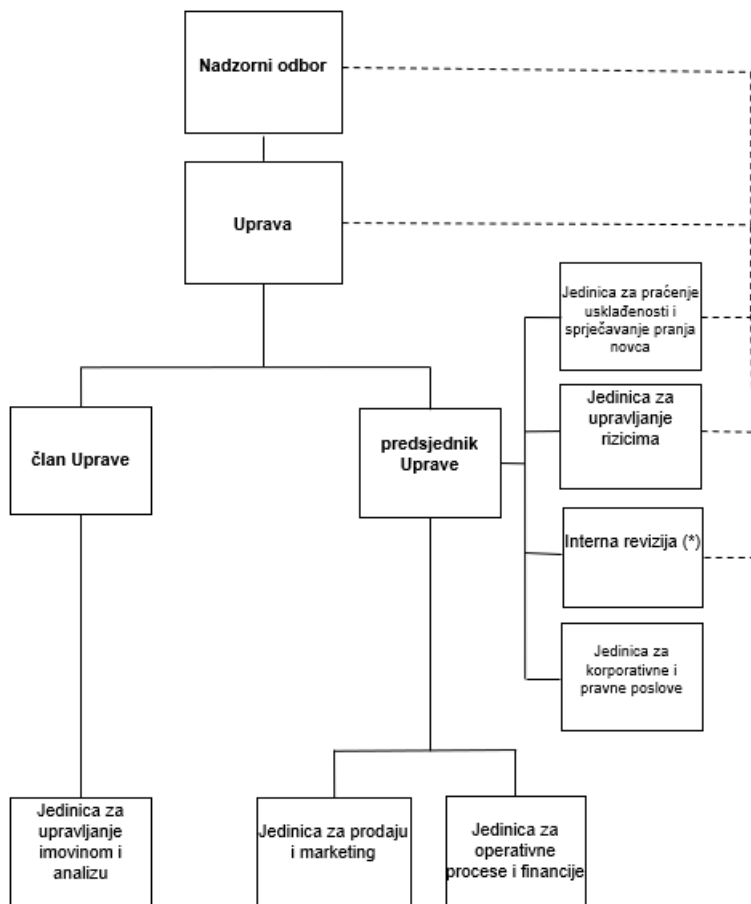 Nadzorni odbor
Uprava
Jedinica za praćenje
usklađenosti i
sprječavanje pranja
novca
Jedinica za
upravljanje
rizicima
član Uprave
predsjednik
Uprave
Interna revizija (*)
Jedinica za
korporativne i
pravne poslove
Jedinica za
upravljanje
imovinom i
analizu
Jedinica za prodaju
i marketing
Jedinica za
operativne
procese i financije